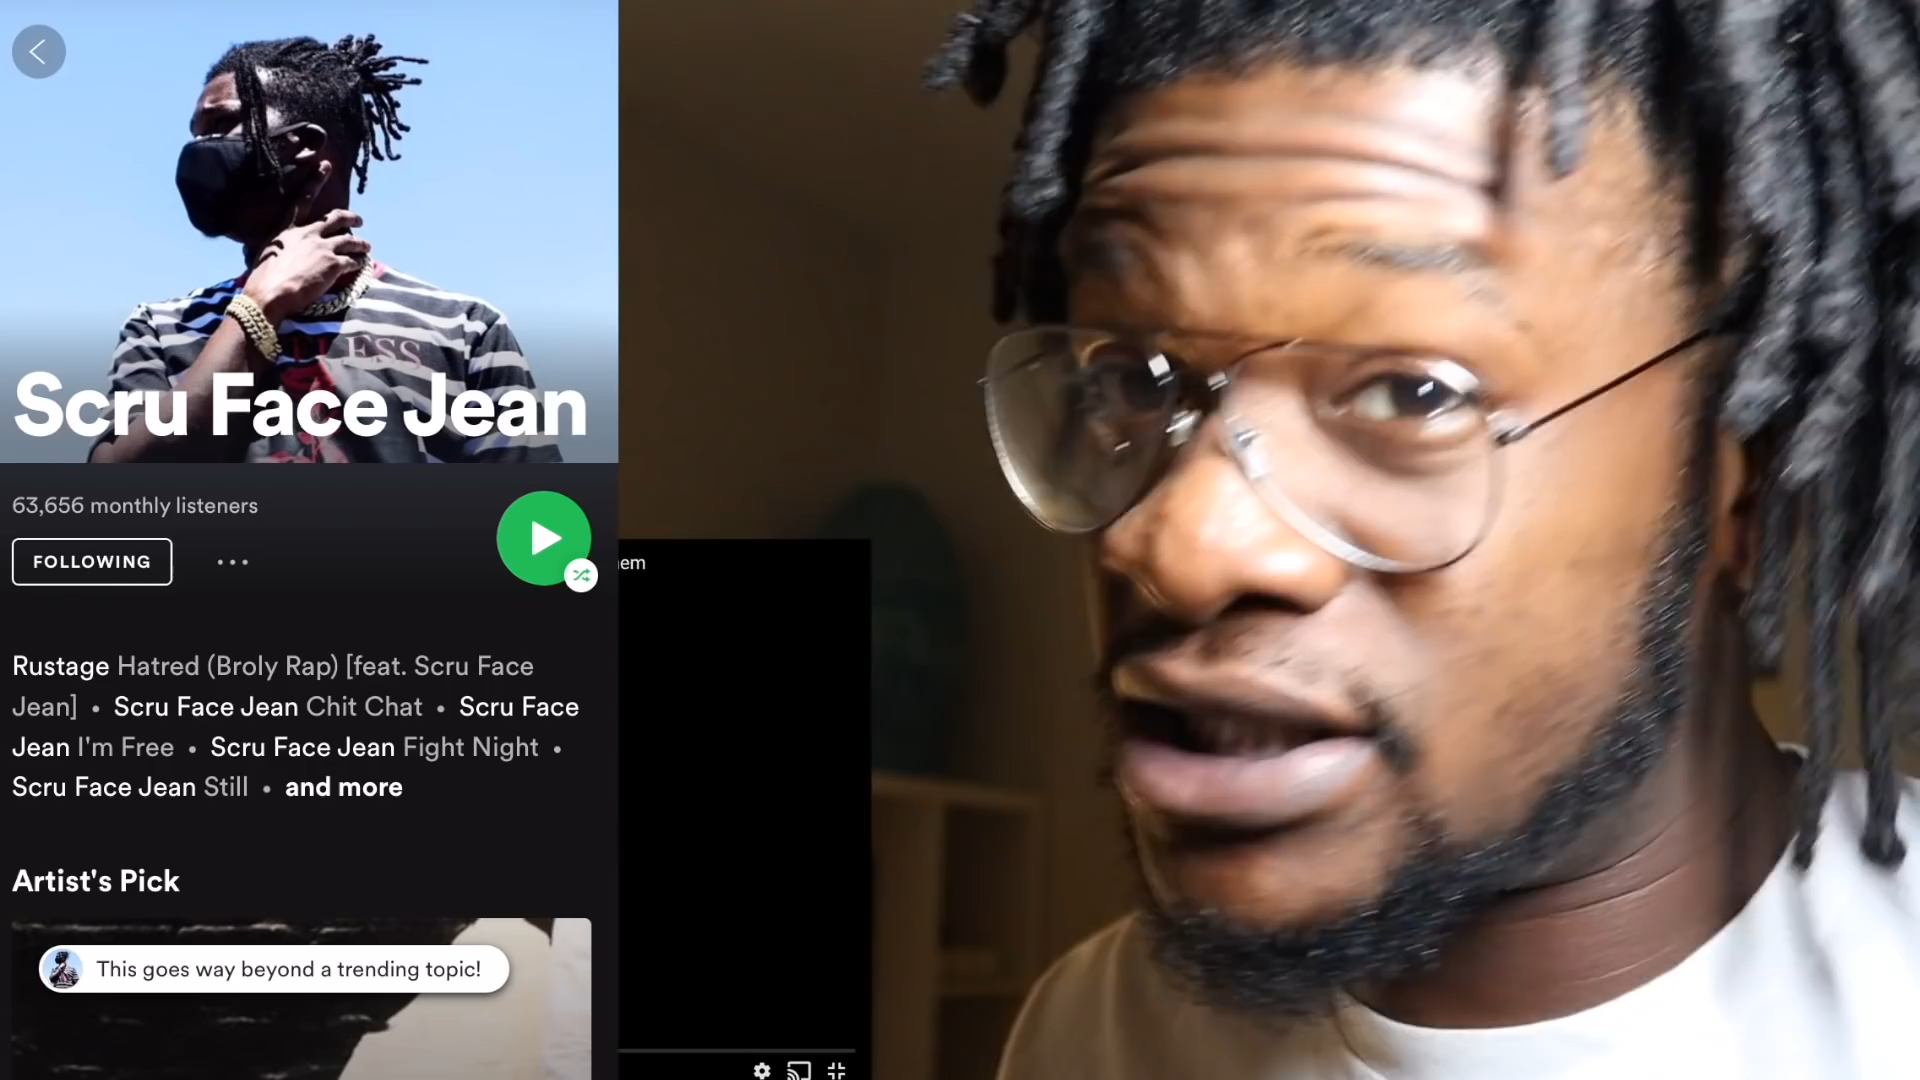 ESS
Scru Face Jean
63,656 monthly listeners
FOLLOWING
em
Rustage Hatred (Broly Rap) [feat. Scru Face
Jean] • Scru Face Jean Chit Chat • Scru Face
Jean I'm Free • Scru Face Jean Fight Night •
Scru Face Jean Still • and more
Artist's Pick
This goes way beyond a trending topic!